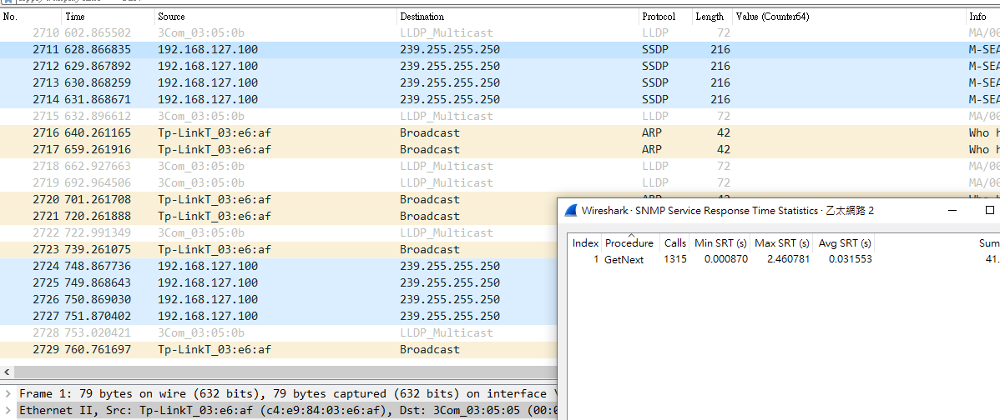 No. Time Source Destination Protocol Length Value (Counter64) Info
2710 602.865502 3Com_03:05:0b LLDP_Multicast LLDP 72 MA/00
2711 628.866835 192.168.127.100 239.255.255.250 SSDP 216 M-SEA
2712 629.867892 192.168.127.100 239.255.255.250 SSDP 216 M-SEA
2713 630.868259 192.168.127.100 239.255.255.250 SSDP 216 M-SEA
2714 631.868671 192.168.127.100 239.255.255.250 SSDP 216 M-SEA
2715 632.896612 3Com_03:05:0b LLDP_Multicast LLDP 72 MA/00
2716 640.261165 Tp-LinkT_03:e6:af Broadcast ARP 42 Who h
2717 659.261916 Tp-LinkT_03:e6:af Broadcast ARP 42 Who h
2718 662.927663 3Com_03:05:0b LLDP_Multicast LLDP 72 MA/00
2719 692.964506 3Com_03:05:0b LLDP_Multicast LLDP 72 MA/00
2720 701.261708 Tp-LinkT_03:e6:af Broadcast
2721 720.261888 Tp-LinkT_03:e6:af Broadcast
2722 722.991349 3Com_03:05:0b LLDP_Multicast
2723 739.261075 Tp-LinkT_03:e6:af Broadcast
2724 748.867736 192.168.127.100 239.255.255.250
2725 749.868643 192.168.127.100 239.255.255.250
2726 750.869030 192.168.127.100 239.255.255.250
2727 751.870402 192.168.127.100 239.255.255.250
2728 753.020421 3Com_03:05:0b LLDP_Multicast
2729 760.761697 Tp-LinkT_03:e6:af Broadcast
Wireshark · SNMP Service Response Time Statistics · 乙太網路 2
Index Procedure Calls Min SRT (s) Max SRT (s) Avg SRT (s) Sum
1 GetNext 1315 0.000870 2.460781 0.031553 41.
Frame 1: 79 bytes on wire (632 bits), 79 bytes captured (632 bits) on interface \
Ethernet II, Src: Tp-LinkT_03:e6:af (c4:e9:84:03:e6:af), Dst: 3Com_03:05:05 (00:0